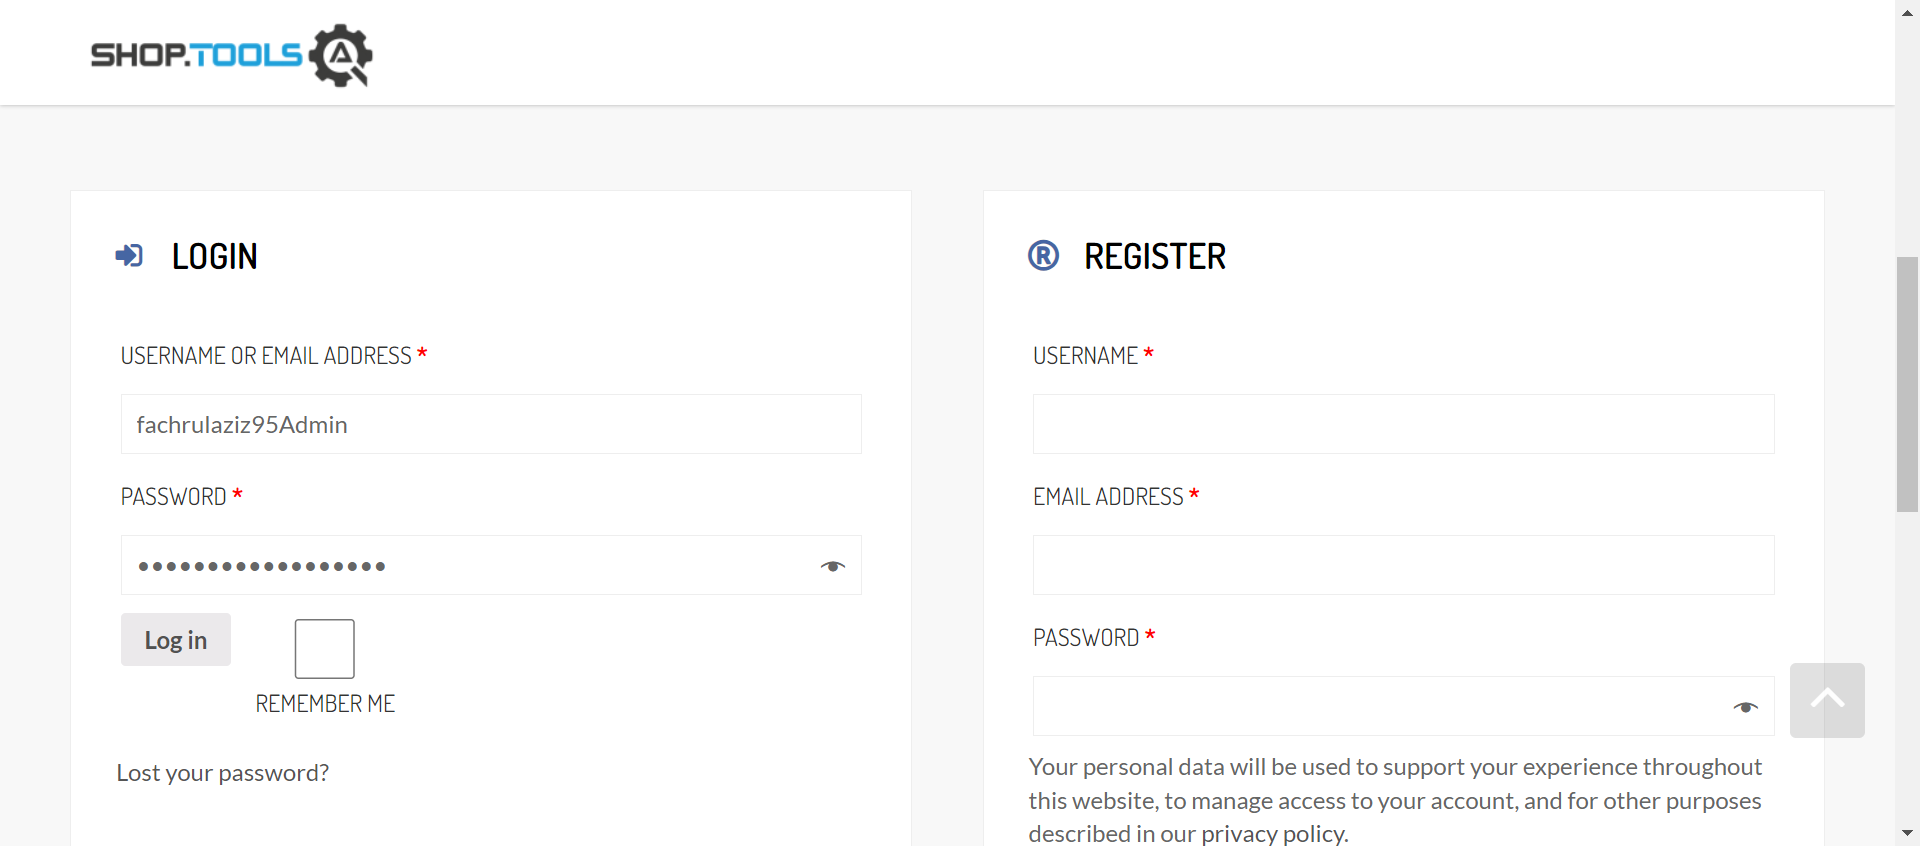 SHOP.TOOLS
LOGIN
USERNAME OR EMAIL ADDRESS *
fachrulaziz95Admin
PASSWORD *
••••••••••••••••••
Log in
REMEMBER ME
Lost your password?
REGISTER
USERNAME *
EMAIL ADDRESS *
PASSWORD *
Your personal data will be used to support your experience throughout
this website, to manage access to your account, and for other purposes
described in our privacy policy.